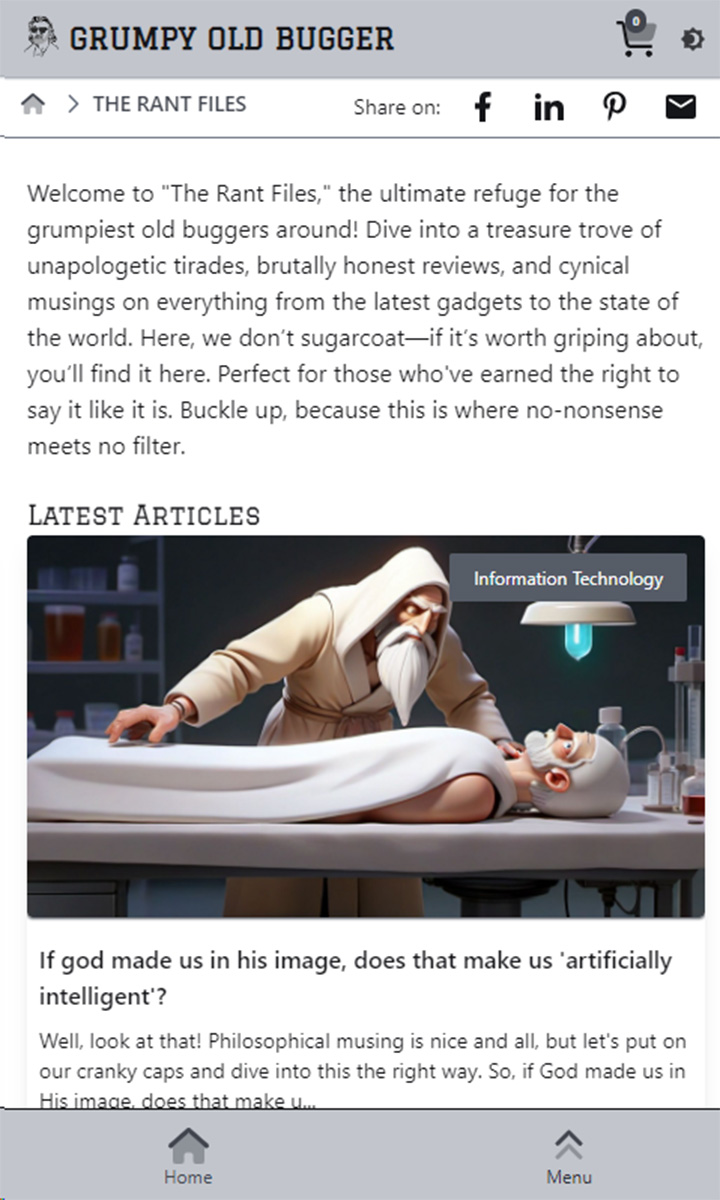 GRUMPY OLD BUGGER
0
THE RANT FILES
Share on:
Welcome to "The Rant Files," the ultimate refuge for the
grumpiest old buggers around! Dive into a treasure trove of
unapologetic tirades, brutally honest reviews, and cynical
musings on everything from the latest gadgets to the state of
the world. Here, we don’t sugarcoat—if it’s worth griping about,
you’ll find it here. Perfect for those who've earned the right to
say it like it is. Buckle up, because this is where no-nonsense
meets no filter.
LATEST ARTICLES
Information Technology
If god made us in his image, does that make us 'artificially
intelligent'?
Well, look at that! Philosophical musing is nice and all, but let's put on
our cranky caps and dive into this the right way. So, if God made us in
His image, does that make u...
Home
Menu